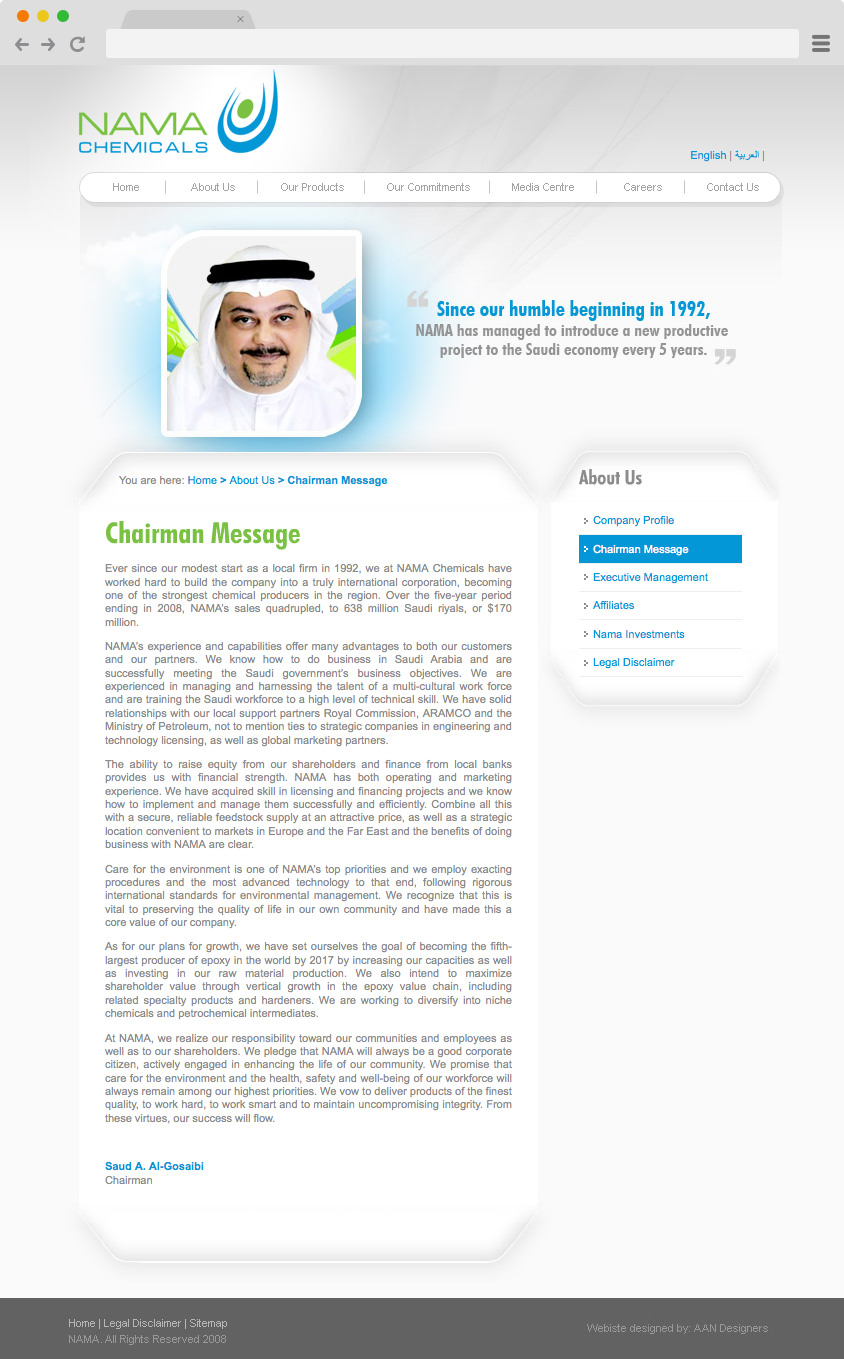 NAMA
CHEMICALS
English | العربية |
Home
About Us
Our Products
Our Commitments
Media Centre
Careers
Contact Us
“ Since our humble beginning in 1992,
NAMA has managed to introduce a new productive
project to the Saudi economy every 5 years. ”
You are here: Home > About Us > Chairman Message
Chairman Message
Ever since our modest start as a local firm in 1992, we at NAMA Chemicals have
worked hard to build the company into a truly international corporation, becoming
one of the strongest chemical producers in the region. Over the five-year period
ending in 2008, NAMA's sales quadrupled, to 638 million Saudi riyals, or $170
million.
NAMA's experience and capabilities offer many advantages to both our customers
and our partners. We know how to do business in Saudi Arabia and are
successfully meeting the Saudi government's business objectives. We are
experienced in managing and harnessing the talent of a multi-cultural work force
and are training the Saudi workforce to a high level of technical skill. We have solid
relationships with our local support partners Royal Commission, ARAMCO and the
Ministry of Petroleum, not to mention ties to strategic companies in engineering and
technology licensing, as well as global marketing partners.
The ability to raise equity from our shareholders and finance from local banks
provides us with financial strength. NAMA has both operating and marketing
experience. We have acquired skill in licensing and financing projects and we know
how to implement and manage them successfully and efficiently. Combine all this
with a secure, reliable feedstock supply at an attractive price, as well as a strategic
location convenient to markets in Europe and the Far East and the benefits of doing
business with NAMA are clear.
Care for the environment is one of NAMA's top priorities and we employ exacting
procedures and the most advanced technology to that end, following rigorous
international standards for environmental management. We recognize that this is
vital to preserving the quality of life in our own community and have made this a
core value of our company.
As for our plans for growth, we have set ourselves the goal of becoming the fifth-
largest producer of epoxy in the world by 2017 by increasing our capacities as well
as investing in our raw material production. We also intend to maximize
shareholder value through vertical growth in the epoxy value chain, including
related specialty products and hardeners. We are working to diversify into niche
chemicals and petrochemical intermediates.
At NAMA, we realize our responsibility toward our communities and employees as
well as to our shareholders. We pledge that NAMA will always be a good corporate
citizen, actively engaged in enhancing the life of our community. We promise that
care for the environment and the health, safety and well-being of our workforce will
always remain among our highest priorities. We vow to deliver products of the finest
quality, to work hard, to work smart and to maintain uncompromising integrity. From
these virtues, our success will flow.
Saud A. Al-Gosaibi
Chairman
About Us
Company Profile
Chairman Message
Executive Management
Affiliates
Nama Investments
Legal Disclaimer
Home | Legal Disclaimer | Sitemap
NAMA. All Rights Reserved 2008
Webiste designed by: AAN Designers